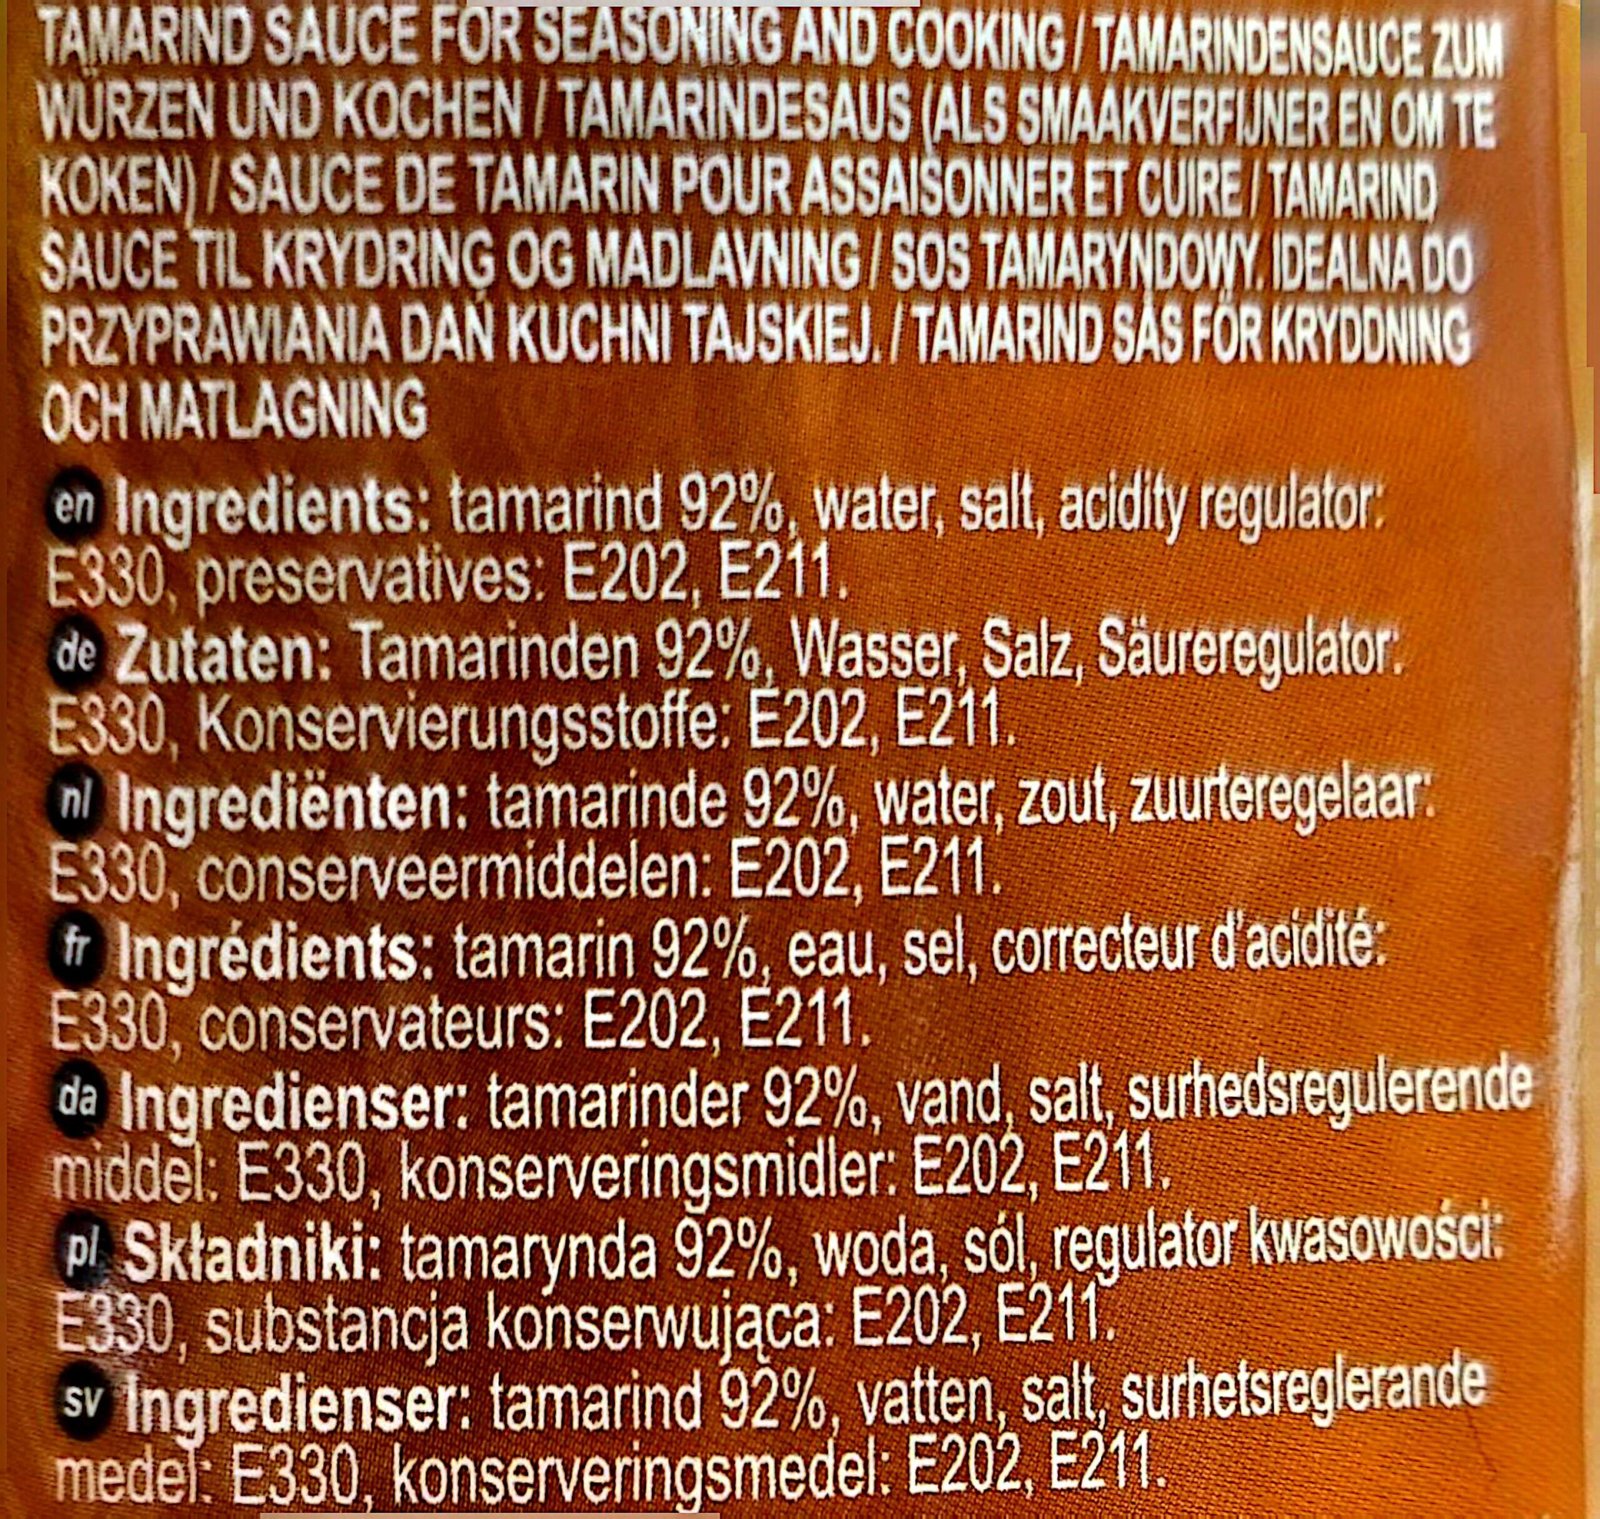 TAMARIND SAUCE FOR SEASONING AND COOKING / TAMARINDENSAUCE ZUM
WÜRZEN UND KOCHEN / TAMARINDESAUS (ALS SMAAKVERFIJNER EN OM TE
KOKEN) / SAUCE DE TAMARIN POUR ASSAISONNER ET CUIRE / TAMARIND
SAUCE TIL KRYDRING OG MADLAVNING / SOS TAMARYNDOWY. IDEALNA DO
PRZYPRAWIANIA DAŃ KUCHNI TAJSKIEJ. / TAMARIND SÅS FÖR KRYDDNING
OCH MATLAGNING
en Ingredients: tamarind 92%, water, salt, acidity regulator:
E330, preservatives: E202, E211.
de Zutaten: Tamarinden 92%, Wasser, Salz, Säureregulator:
E330, Konservierungsstoffe: E202, E211.
nl Ingrediënten: tamarinde 92%, water, zout, zuurteregelaar:
E330, conserveermiddelen: E202, E211.
fr Ingrédients: tamarin 92%, eau, sel, correcteur d'acidité:
E330, conservateurs: E202, E211.
da Ingredienser: tamarinder 92%, vand, salt, surhedsregulerende
middel: E330, konserveringsmidler: E202, E211.
pl Składniki: tamarynda 92%, woda, sól, regulator kwasowości:
E330, substancja konserwująca: E202, E211.
sv Ingredienser: tamarind 92%, vatten, salt, surhetsreglerande
medel: E330, konserveringsmedel: E202, E211.